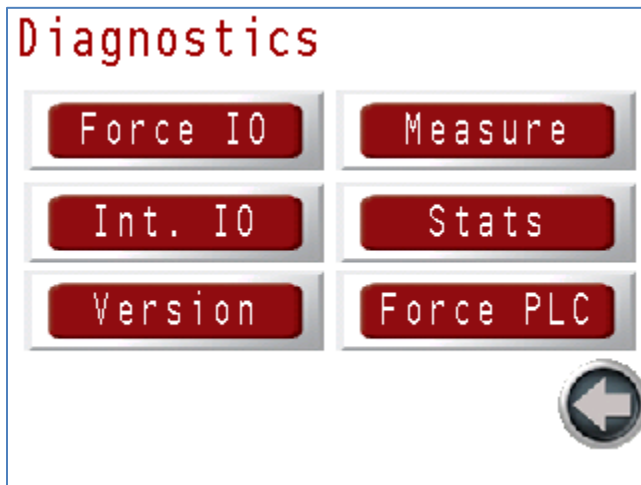 Diagnostics
Force IO
Measure
Int. IO
Stats
Version
Force PLC